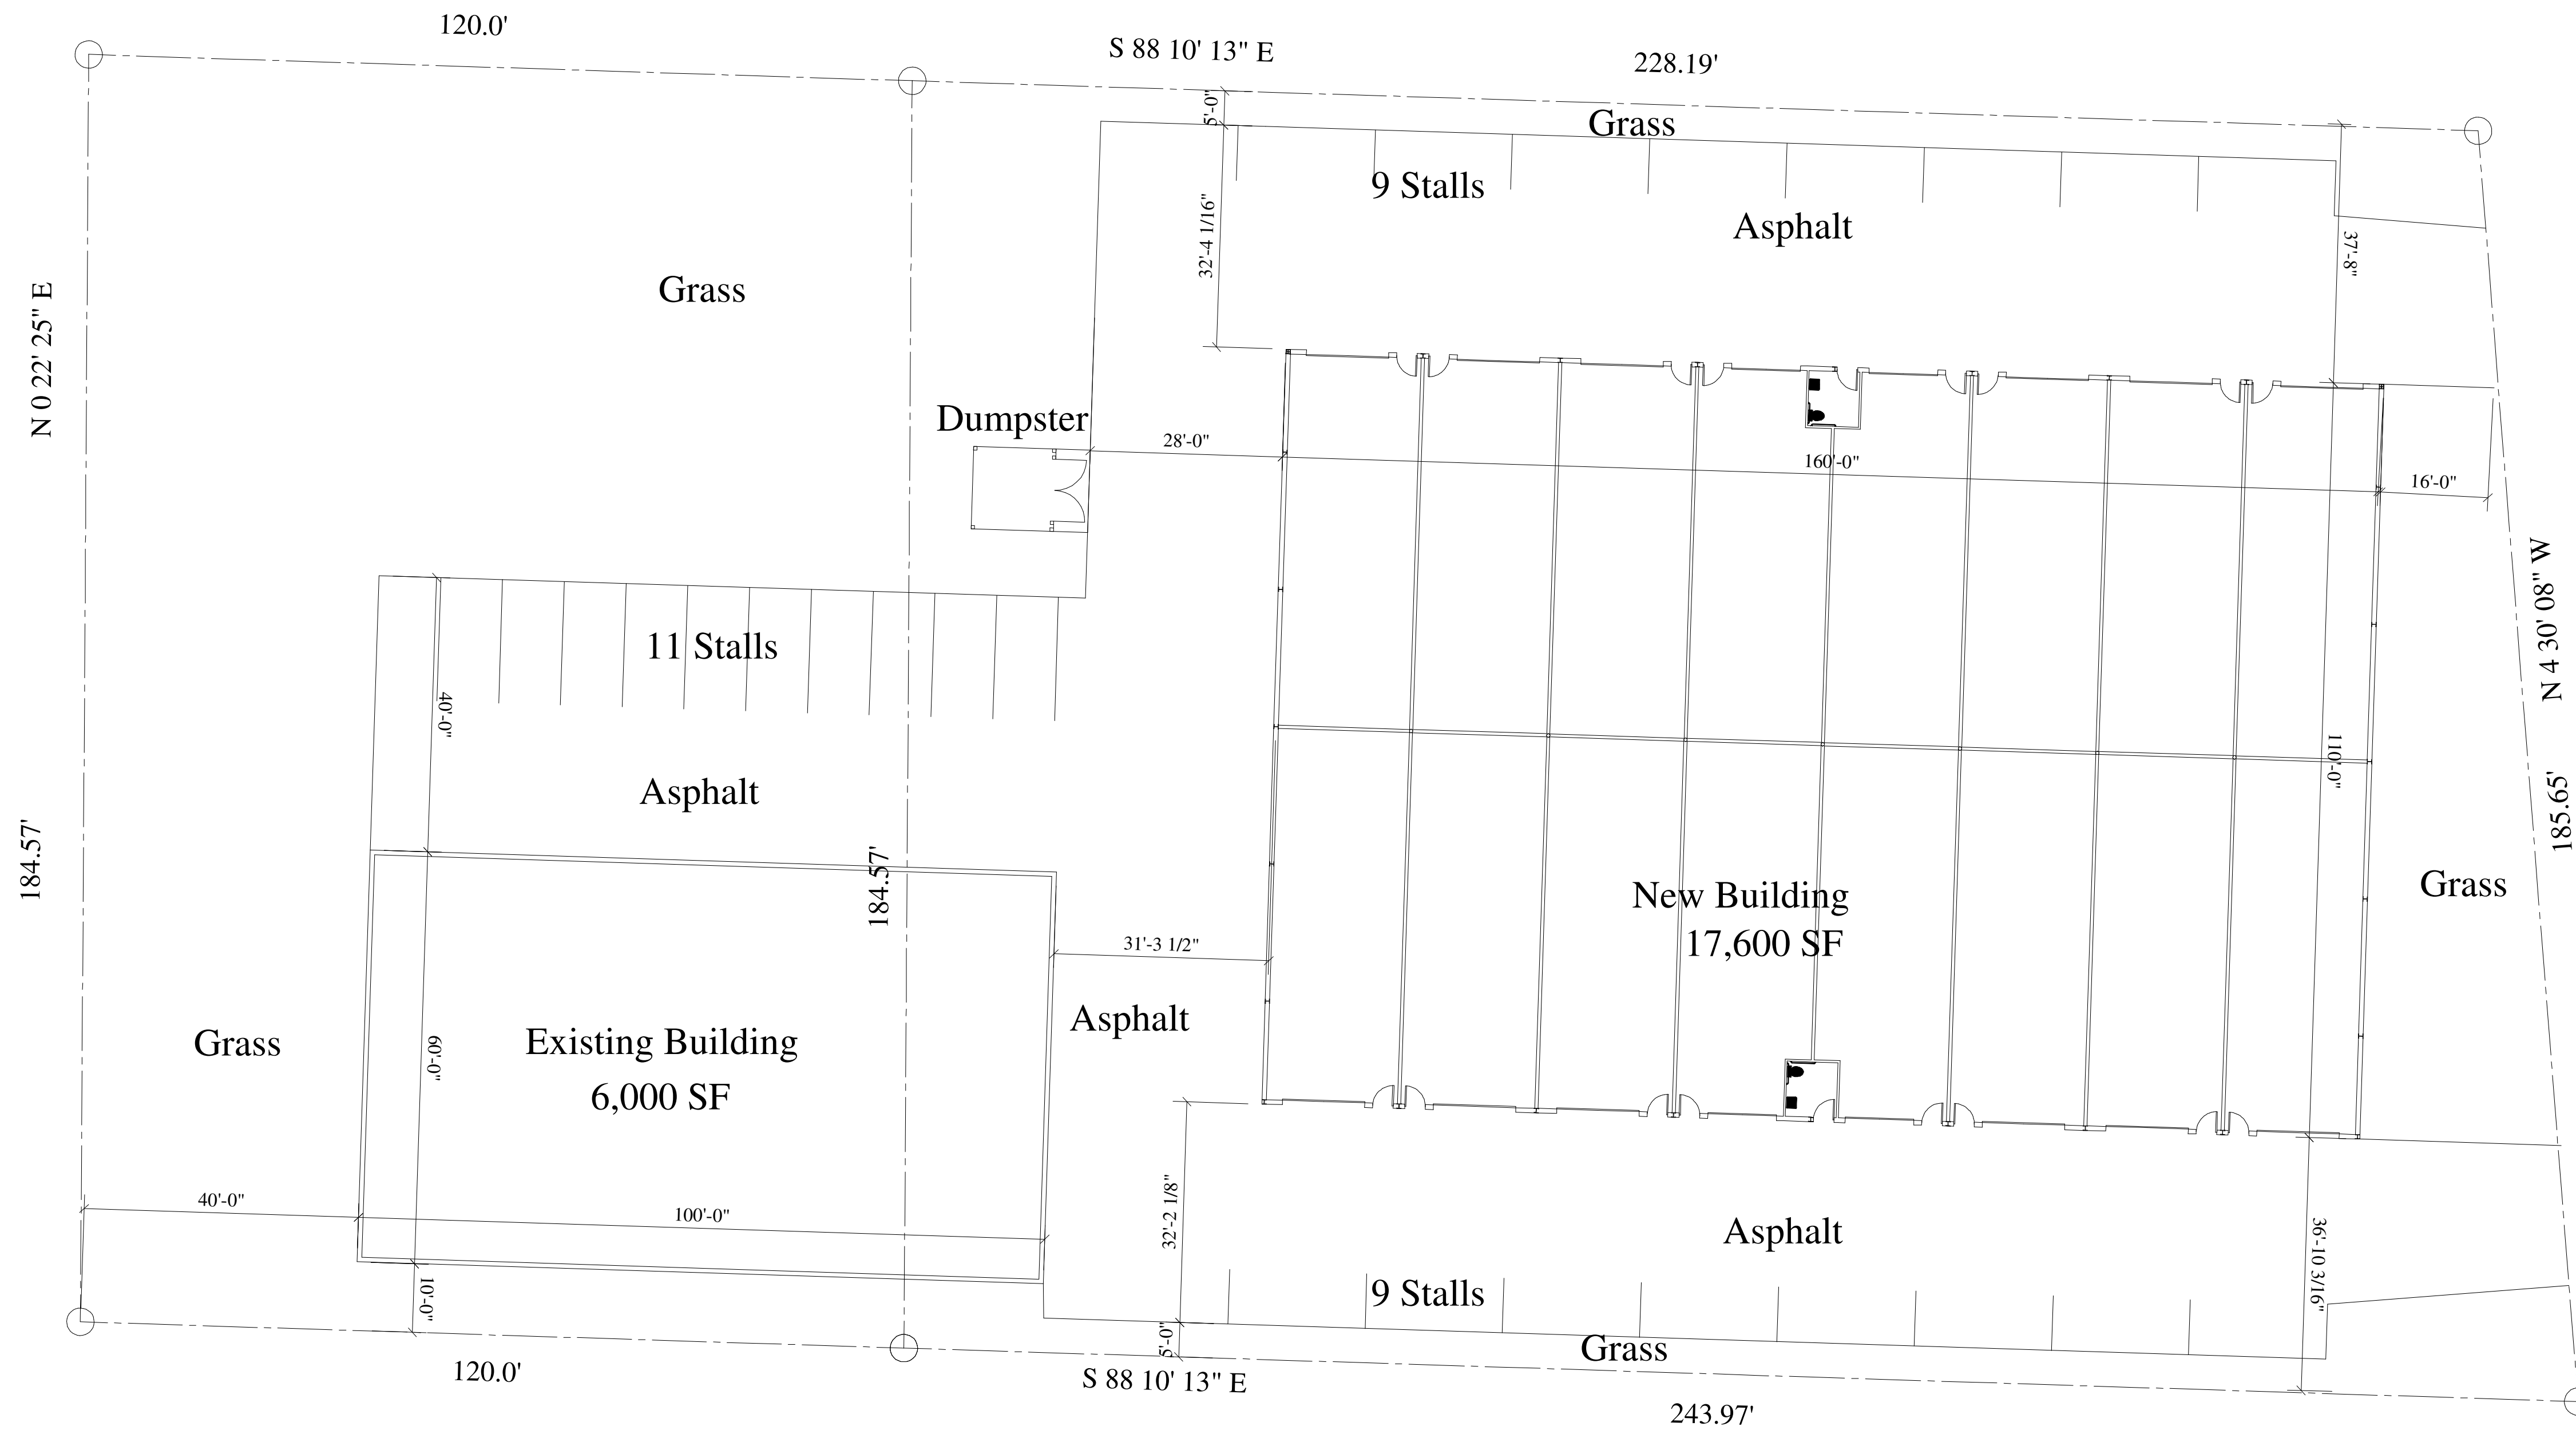 120.0'
S 88 10' 13" E
228.19'
5'-0"
Grass
9 Stalls
Asphalt
32'-4 1/16"
37'-8"
N 0 22' 25" E
Grass
Dumpster
28'-0"
160'-0"
16'-0"
N 4 30' 08" W
11 Stalls
40'-0"
Asphalt
110'-0"
185.65'
184.57'
184.57'
New Building
17,600 SF
Grass
31'-3 1/2"
Asphalt
Grass
Existing Building
6,000 SF
60'-0"
40'-0"
100'-0"
32'-2 1/8"
Asphalt
36'-10 3/16"
10'-0"
9 Stalls
5'-0"
Grass
120.0'
S 88 10' 13" E
243.97'